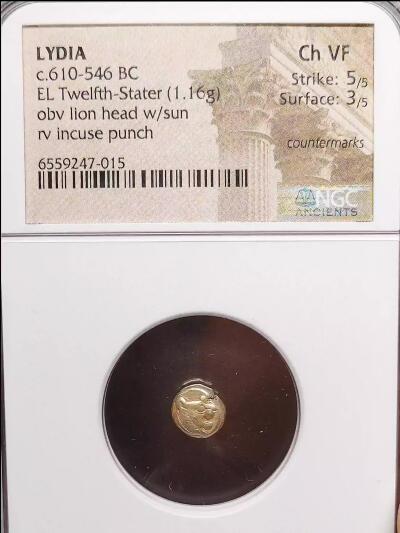 LYDIA
Ch VF
c.610-546 BC
Strike: 5/5
EL Twelfth-Stater (1.16g)
Surface: 3/5
obv lion head w/sun
rv incuse punch
countermarks
6559247-015
NGC
ANCIENTS